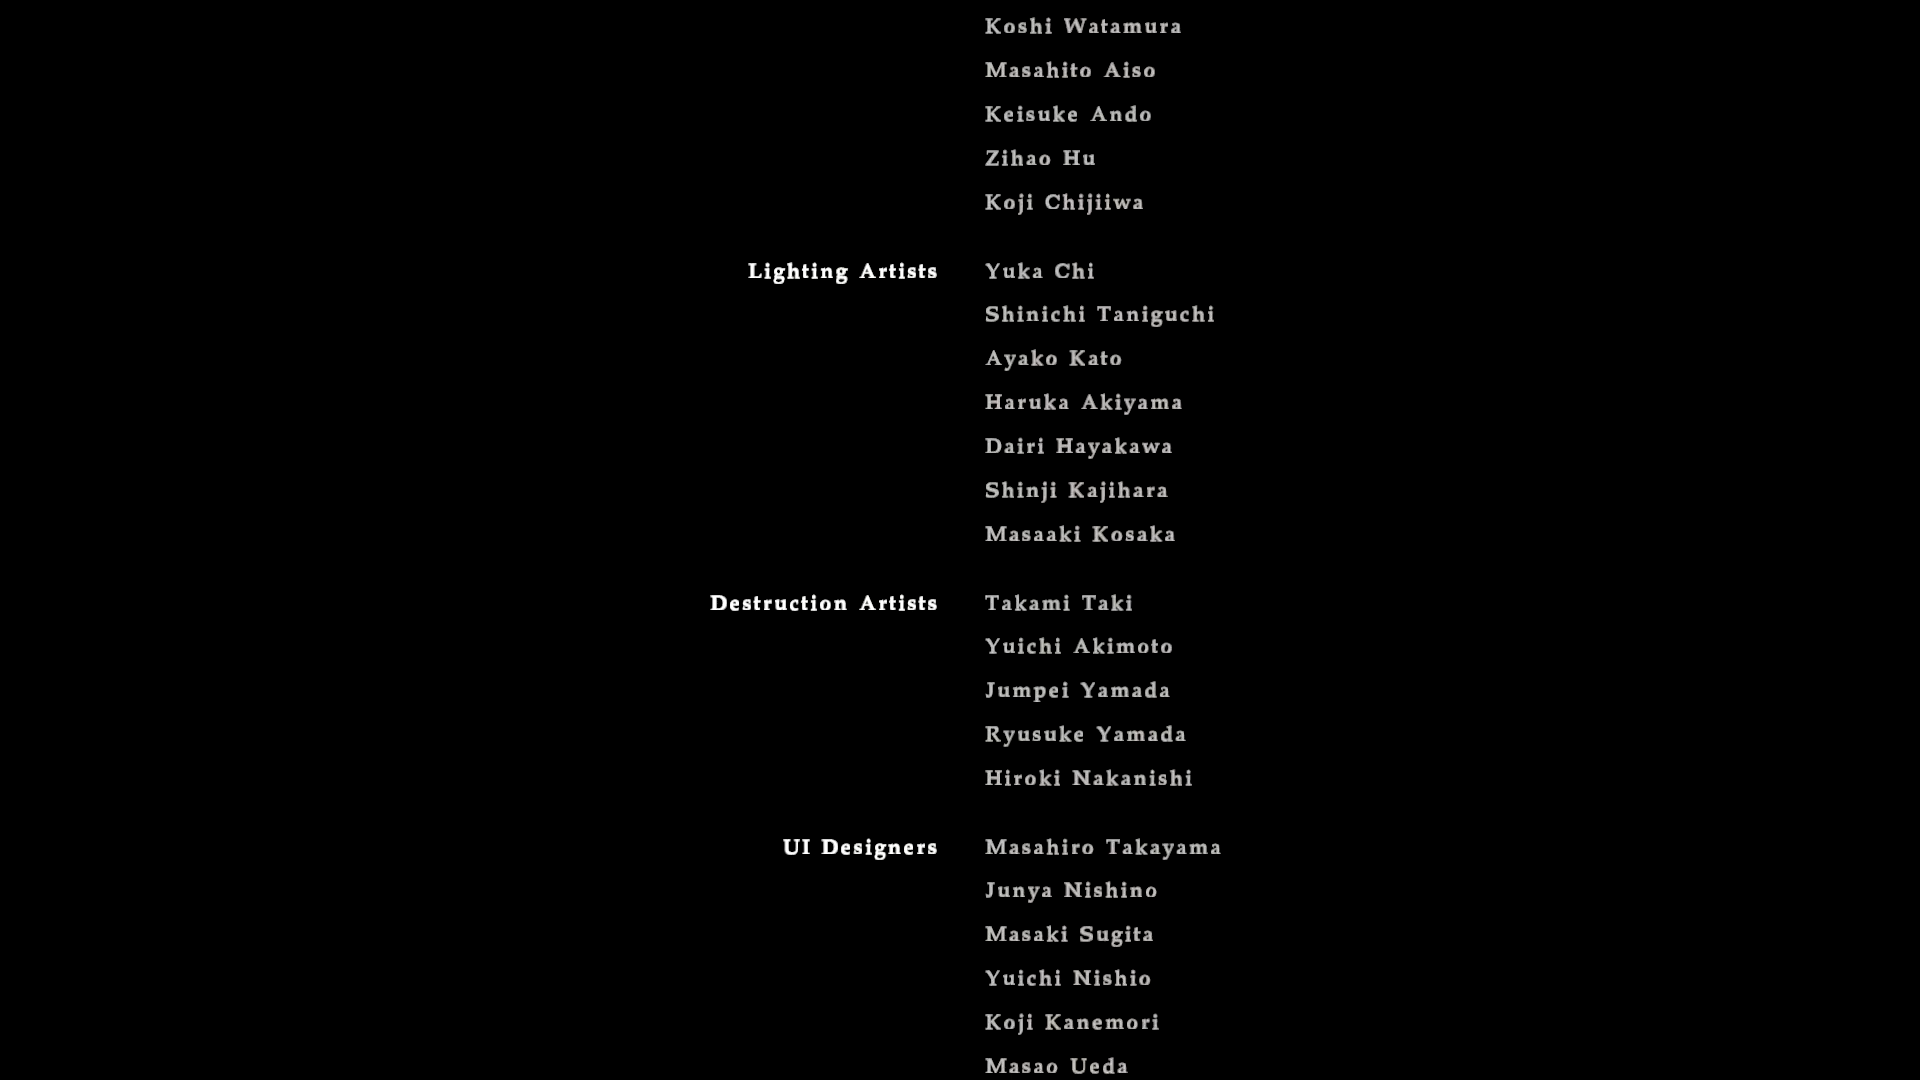 Koshi Watamura
Masahito Aiso
Keisuke Ando
Zihao Hu
Koji Chijiiwa
Lighting Artists Yuka Chi
Shinichi Taniguchi
Ayako Kato
Haruka Akiyama
Dairi Hayakawa
Shinji Kajihara
Masaaki Kosaka
Destruction Artists Takami Taki
Yuichi Akimoto
Jumpei Yamada
Ryusuke Yamada
Hiroki Nakanishi
UI Designers Masahiro Takayama
Junya Nishino
Masaki Sugita
Yuichi Nishio
Koji Kanemori
Masao Ueda